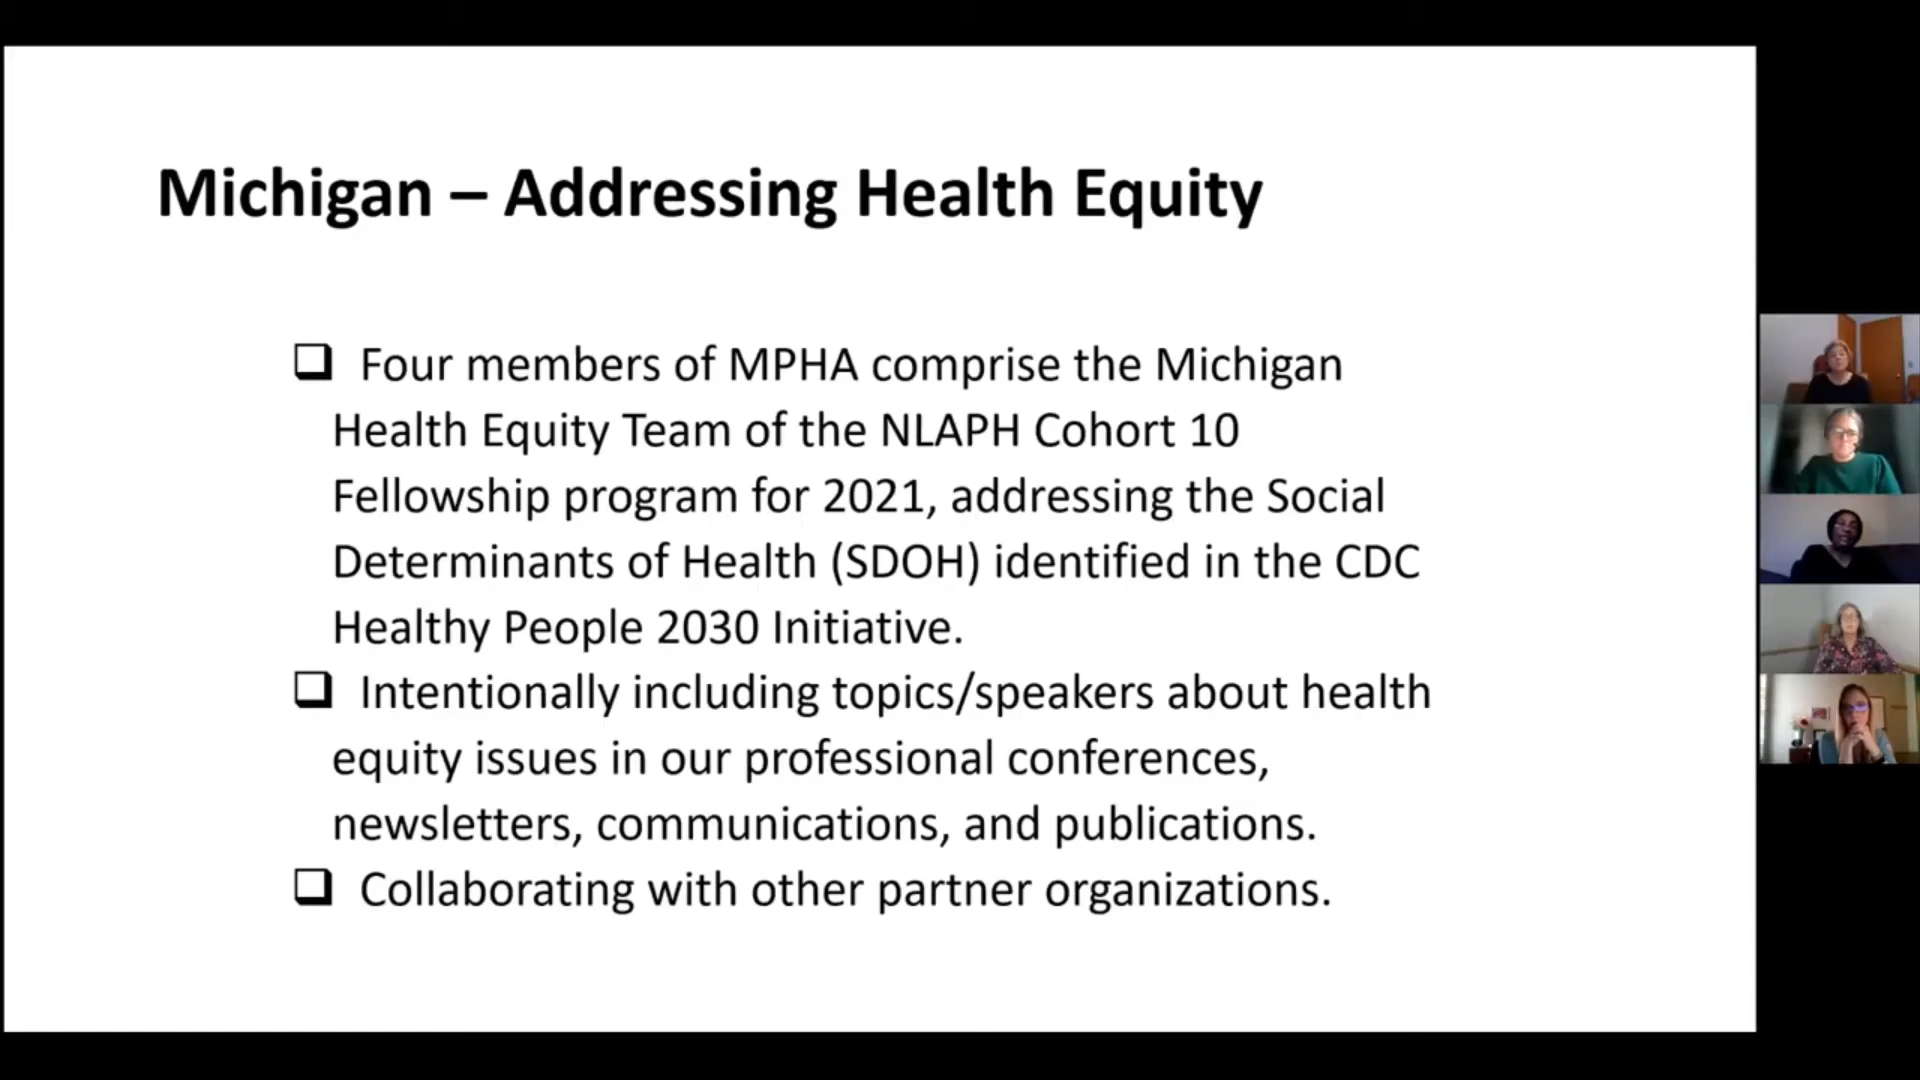 Michigan – Addressing Health Equity
❑ Four members of MPHA comprise the Michigan
Health Equity Team of the NLAPH Cohort 10
Fellowship program for 2021, addressing the Social
Determinants of Health (SDOH) identified in the CDC
Healthy People 2030 Initiative.
❑ Intentionally including topics/speakers about health
equity issues in our professional conferences,
newsletters, communications, and publications.
❑ Collaborating with other partner organizations.